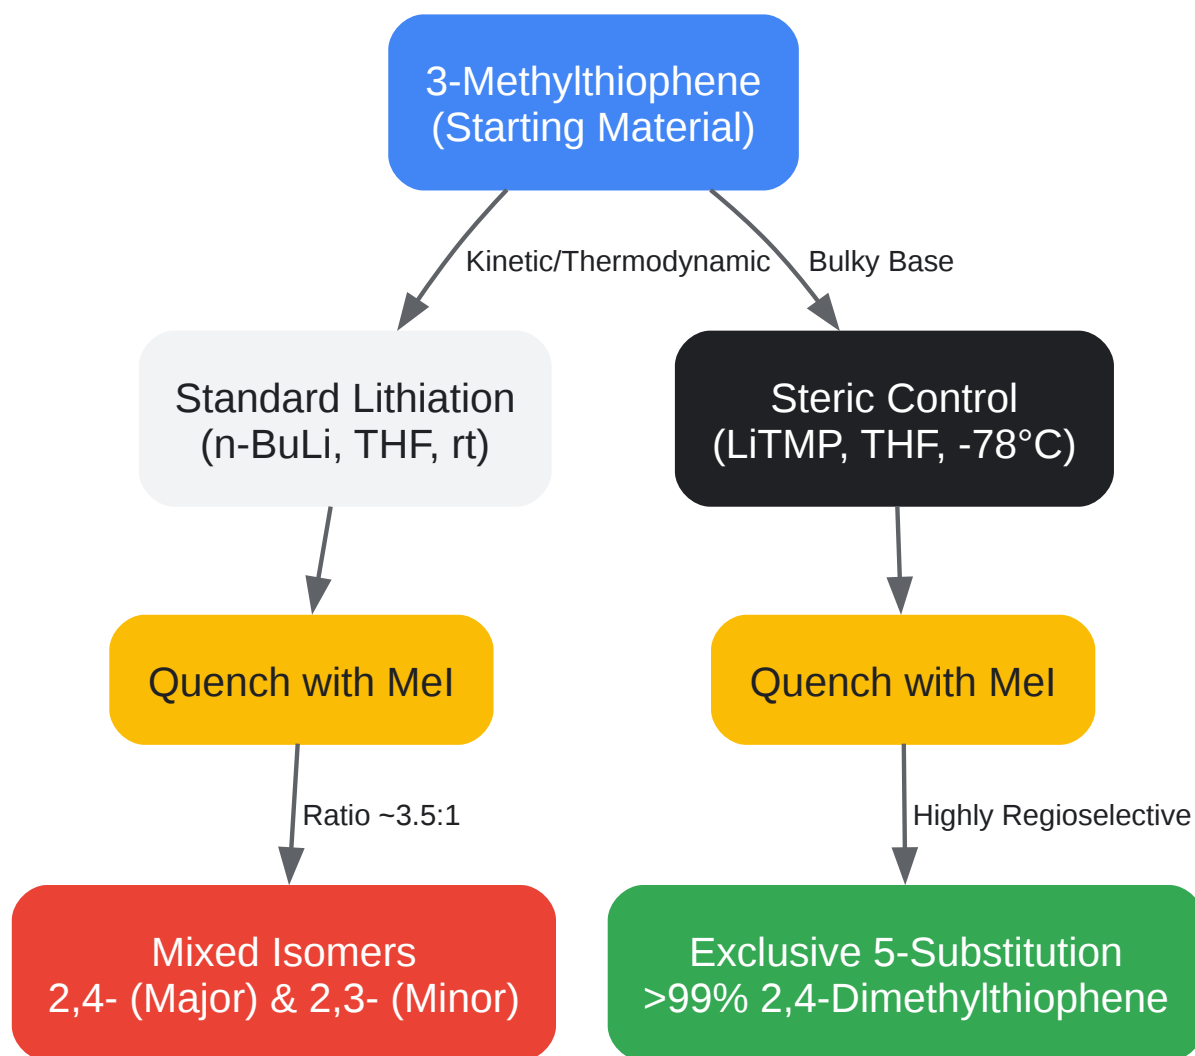 3-Methylthiophene
(Starting Material)
Kinetic/Thermodynamic
Bulky Base
Standard Lithiation
(n-BuLi, THF, rt)
Steric Control
(LiTMP, THF, -78°C)
Quench with MeI
Quench with MeI
Ratio ~3.5:1
Highly Regioselective
Mixed Isomers
2,4- (Major) & 2,3- (Minor)
Exclusive 5-Substitution
>99% 2,4-Dimethylthiophene